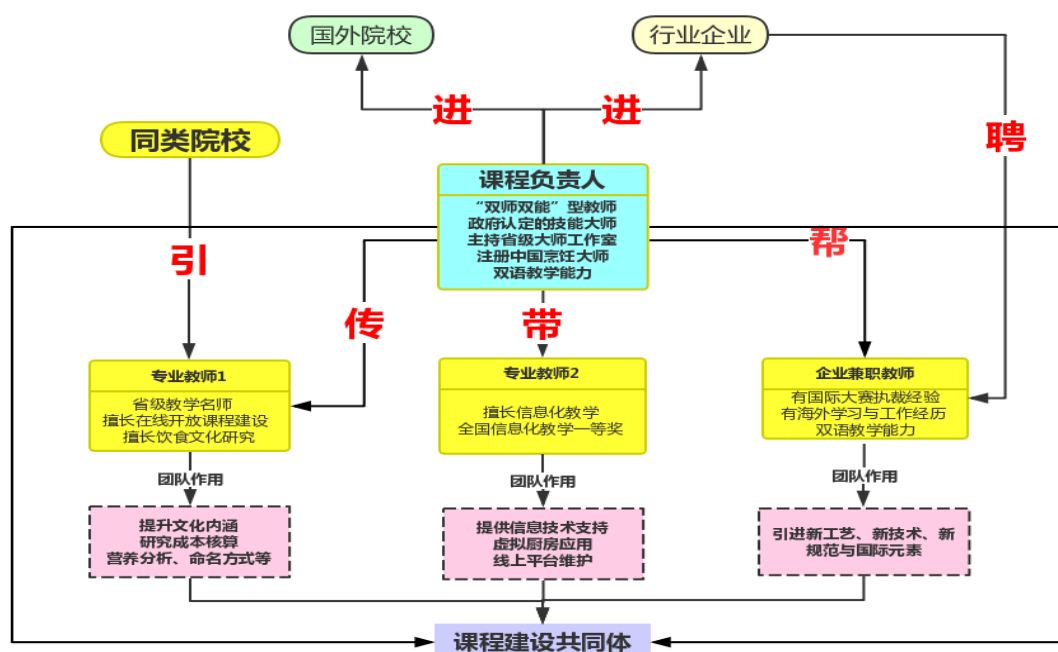 国外院校
行业企业
进
进
同类院校
聘
课程负责人
“双师双能”型教师
政府认定的技能大师
主持省级大师工作室
注册中国烹饪大师
双语教学能力
引
传
带
帮
专业教师1
省级教学名师
擅长在线开放课程建设
擅长饮食文化研究
专业教师2
擅长信息化教学
全国信息化教学一等奖
企业兼职教师
有国际大赛执裁经验
有海外学习与工作经历
双语教学能力
团队作用
团队作用
团队作用
提升文化内涵
研究成本核算
营养分析、命名方式等
提供信息技术支持
虚拟厨房应用
线上平台维护
引进新工艺、新技术、新
规范与国际元素
课程建设共同体